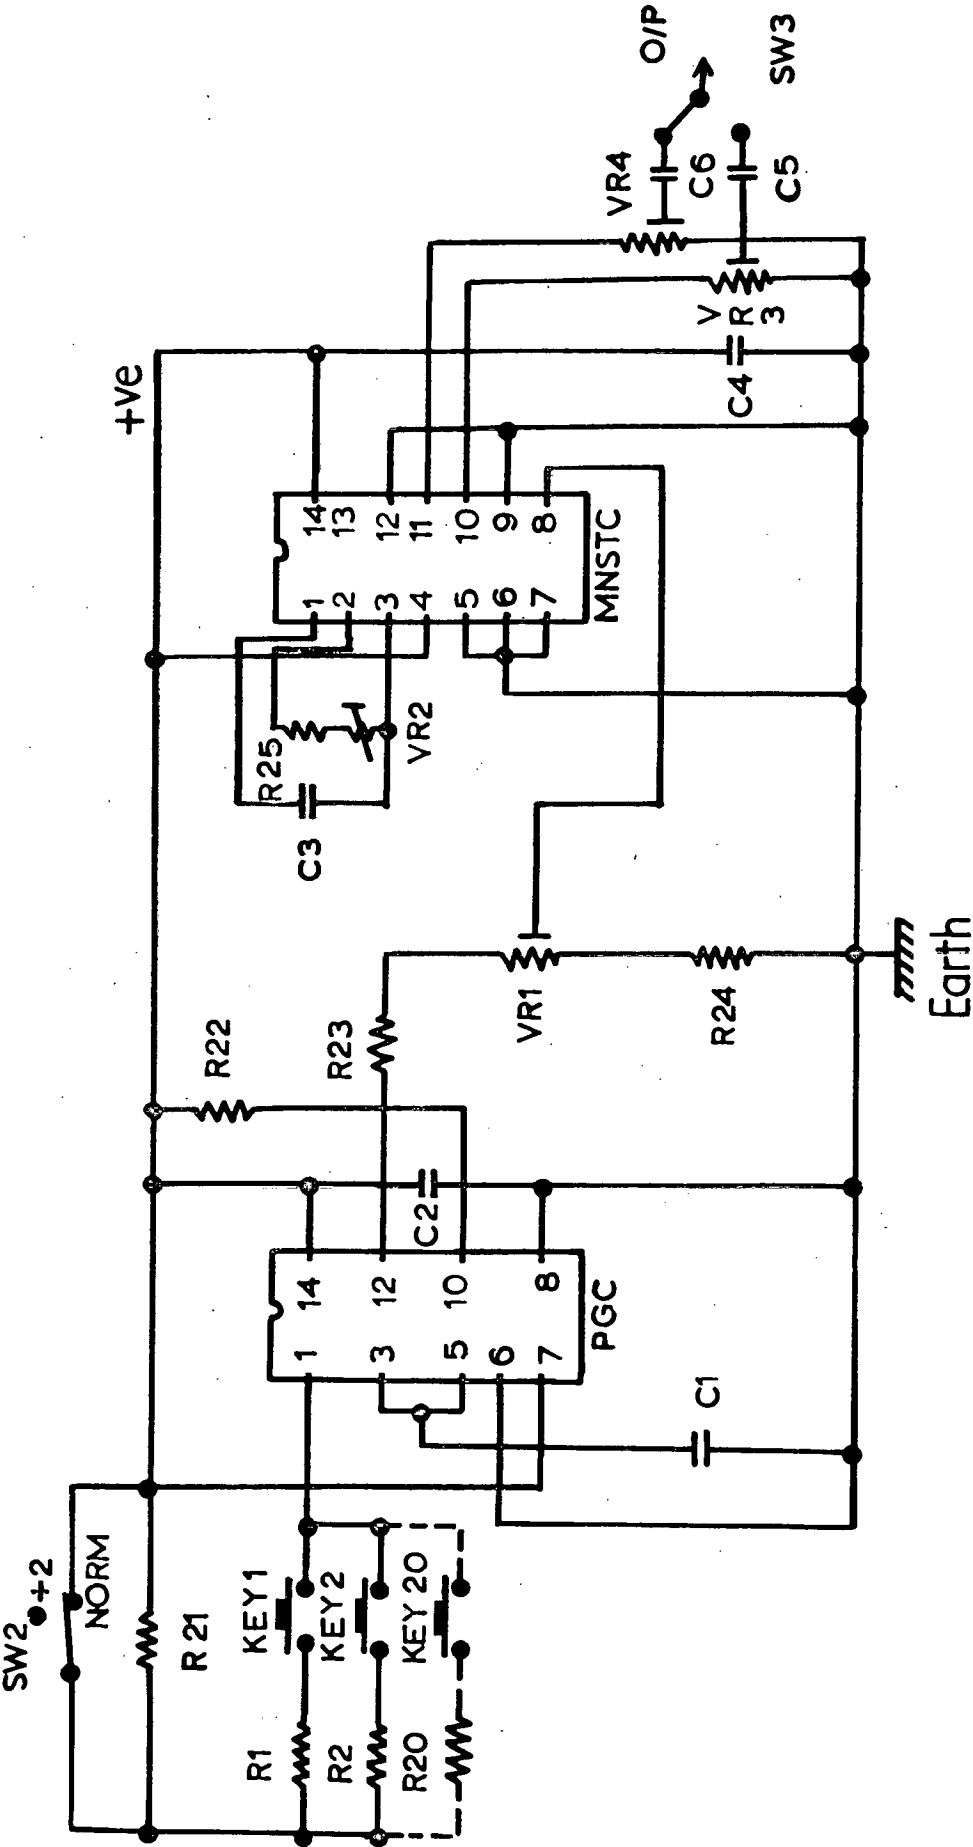 SW2
+2
NORM
R21
KEY1
KEY2
KEY20
R1
R2
R20
1
3
5
6
7
14
12
10
8
PGC
C1
C2
R22
R23
VR1
R24
Earth
+ve
C3
R25
VR2
1
2
3
4
5
6
7
14
13
12
11
10
9
8
MNSTC
C4
VR3
VR4
C6
C5
O/P
SW3